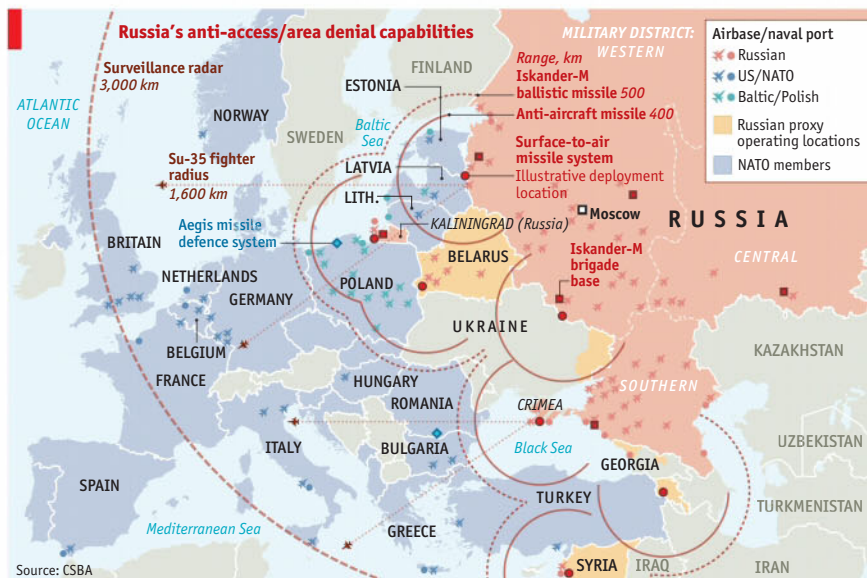 Russia's anti-access/area denial capabilities
MILITARY DISTRICT:
WESTERN
Airbase/naval port
Russian
US/NATO
Baltic/Polish
Russian proxy
operating locations
NATO members
Surveillance radar
3,000 km
ATLANTIC
OCEAN
NORWAY
SWEDEN
FINLAND
ESTONIA
Baltic
Sea
Range, km
Iskander-M
ballistic missile 500
Anti-aircraft missile 400
Surface-to-air
missile system
Illustrative deployment
location
Su-35 fighter
radius
1,600 km
LATVIA
LITH.
KALININGRAD (Russia)
Moscow
RUSSIA
Aegis missile
defence system
BRITAIN
BELARUS
CENTRAL
NETHERLANDS
GERMANY
POLAND
Iskander-M
brigade
base
BELGIUM
UKRAINE
FRANCE
KAZAKHSTAN
HUNGARY
ROMANIA
CRIMEA
SOUTHERN
ITALY
BULGARIA
Black Sea
GEORGIA
UZBEKISTAN
SPAIN
TURKEY
TURKMENISTAN
Mediterranean Sea
GREECE
SYRIA
IRAQ
IRAN
Source: CSBA